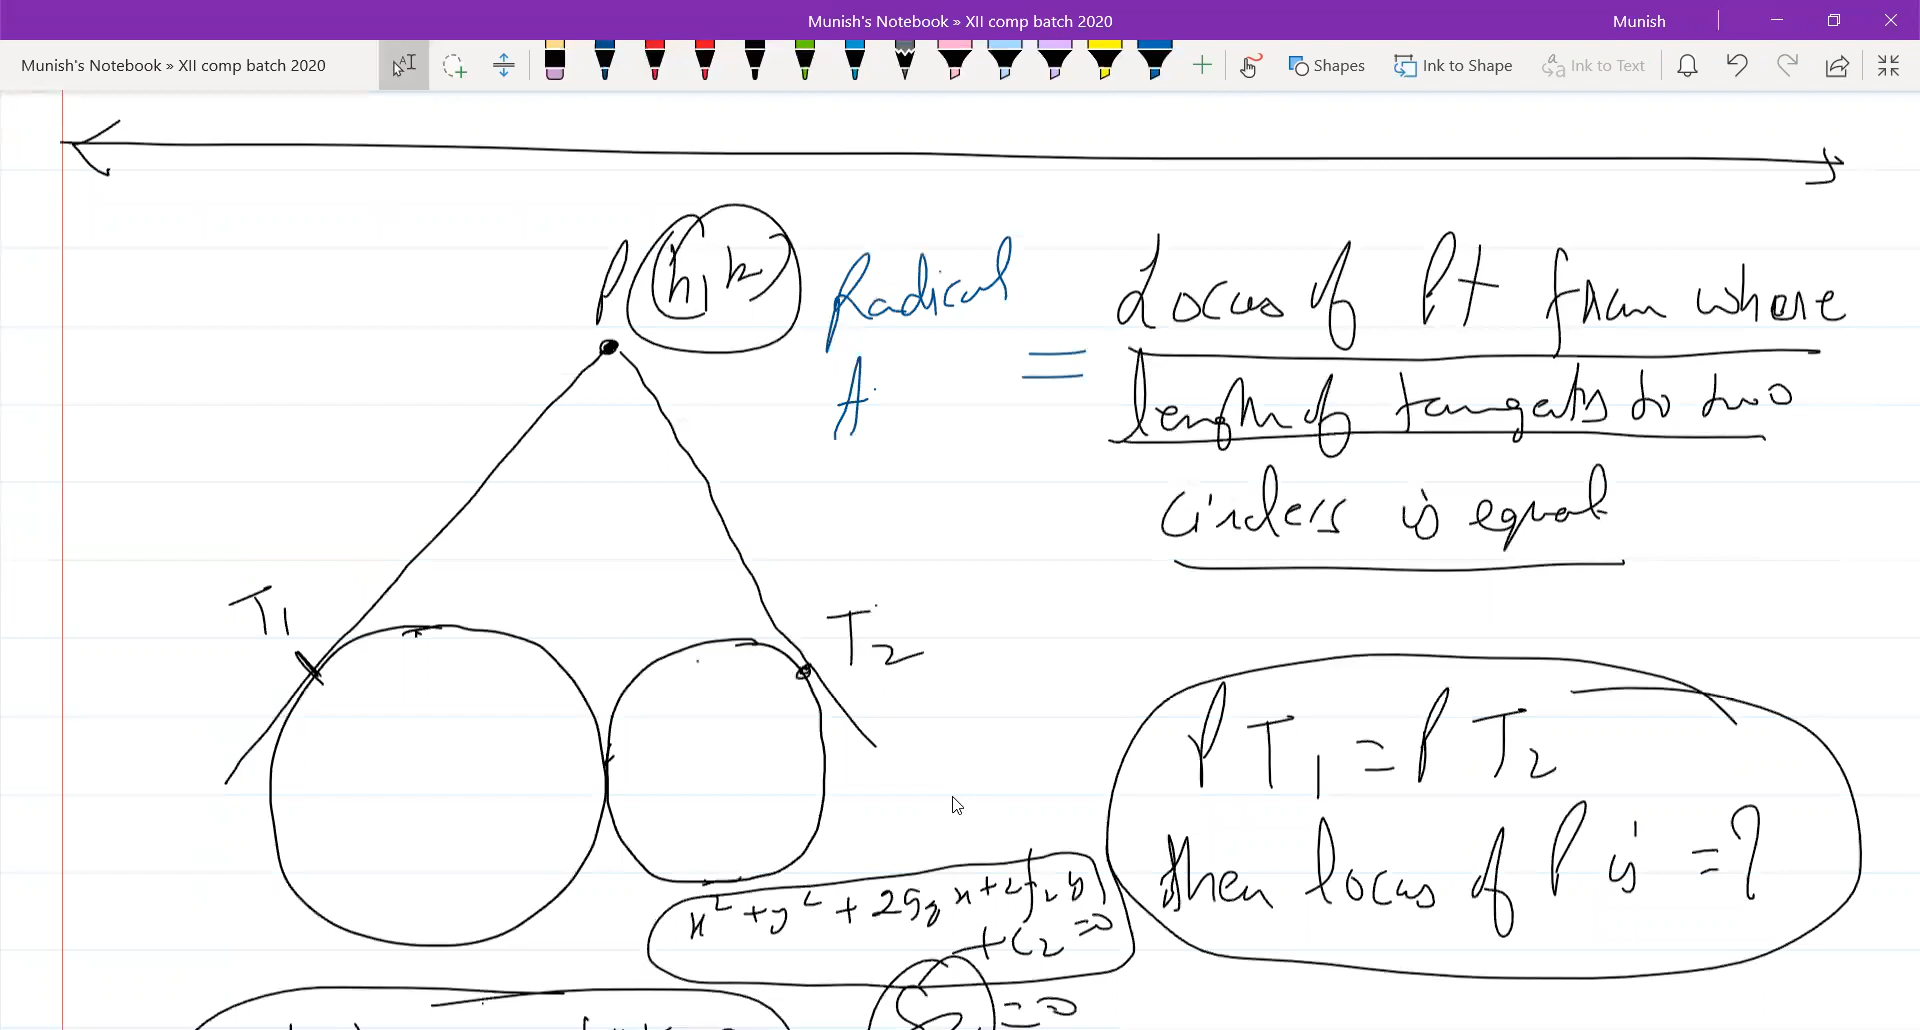 Munish's Notebook » XII comp batch 2020
Munish
Munish's Notebook » XII comp batch 2020
Shapes
Ink to Shape
Ink to Text
P (h, k)
Radical
A
=
Locus of Pt from where
length of tangents to two
circles is equal
T1
T2
PT1 = PT2
then locus of P is = ?
x² + y² + 2g2x + 2f2y
+ C2 = 0
S2 = 0